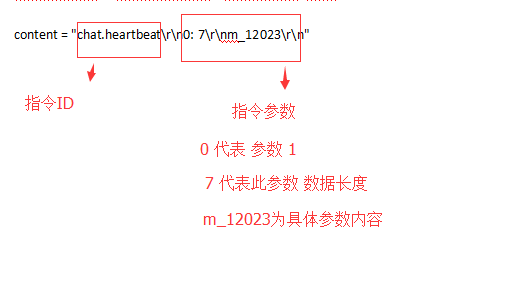 content = "chat.heartbeat\r\n0: 7\r\nm_12023\r\n"
指令ID
指令参数
0 代表 参数 1
7 代表此参数 数据长度
m_12023为具体参数内容